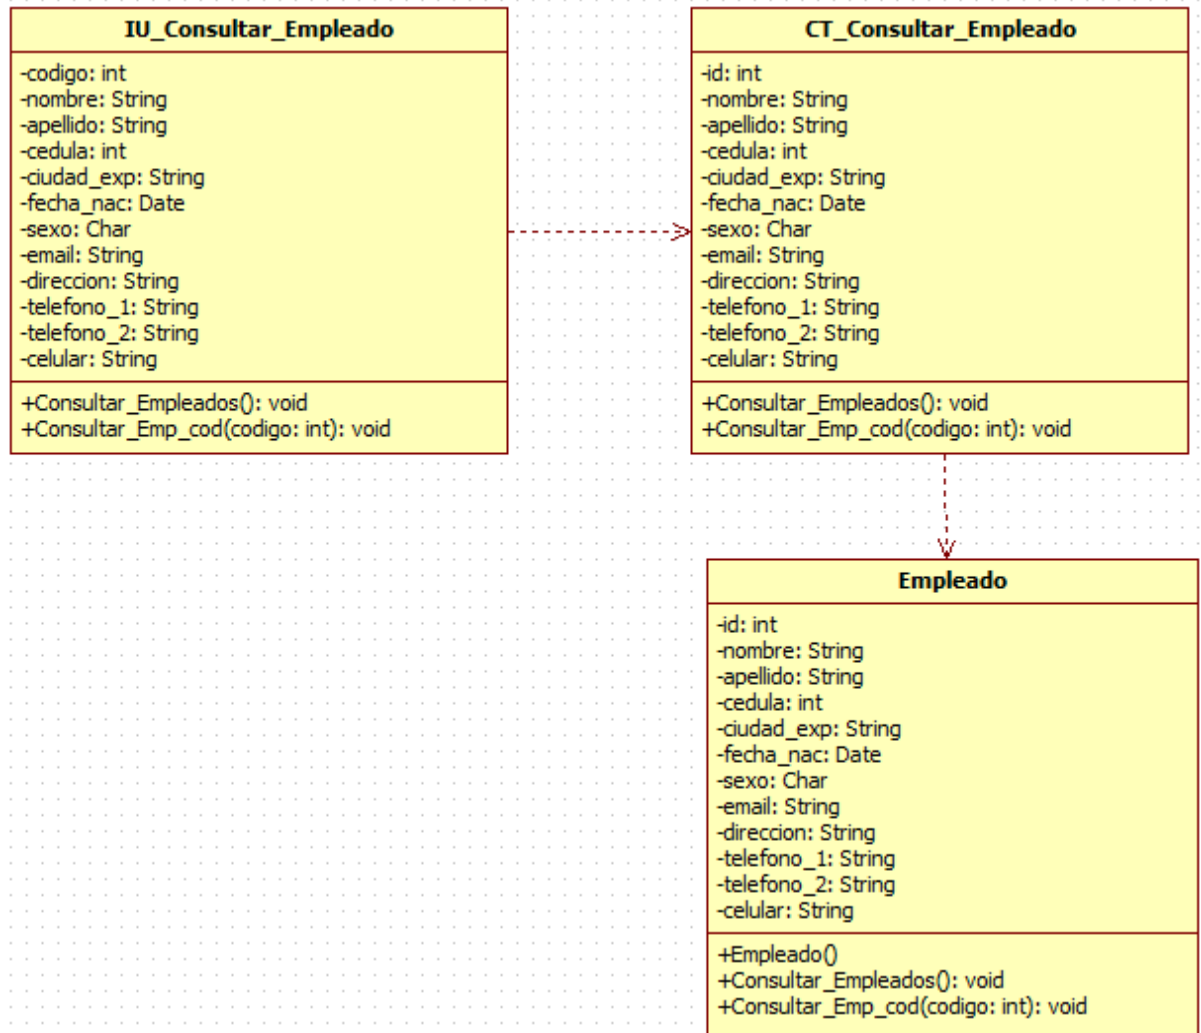 IU_Consultar_Empleado
-codigo: int
-nombre: String
-apellido: String
-cedula: int
-ciudad_exp: String
-fecha_nac: Date
-sexo: Char
-email: String
-direccion: String
-telefono_1: String
-telefono_2: String
-celular: String
+Consultar_Empleados(): void
+Consultar_Emp_cod(codigo: int): void
CT_Consultar_Empleado
-id: int
-nombre: String
-apellido: String
-cedula: int
-ciudad_exp: String
-fecha_nac: Date
-sexo: Char
-email: String
-direccion: String
-telefono_1: String
-telefono_2: String
-celular: String
+Consultar_Empleados(): void
+Consultar_Emp_cod(codigo: int): void
Empleado
-id: int
-nombre: String
-apellido: String
-cedula: int
-ciudad_exp: String
-fecha_nac: Date
-sexo: Char
-email: String
-direccion: String
-telefono_1: String
-telefono_2: String
-celular: String
+Empleado()
+Consultar_Empleados(): void
+Consultar_Emp_cod(codigo: int): void